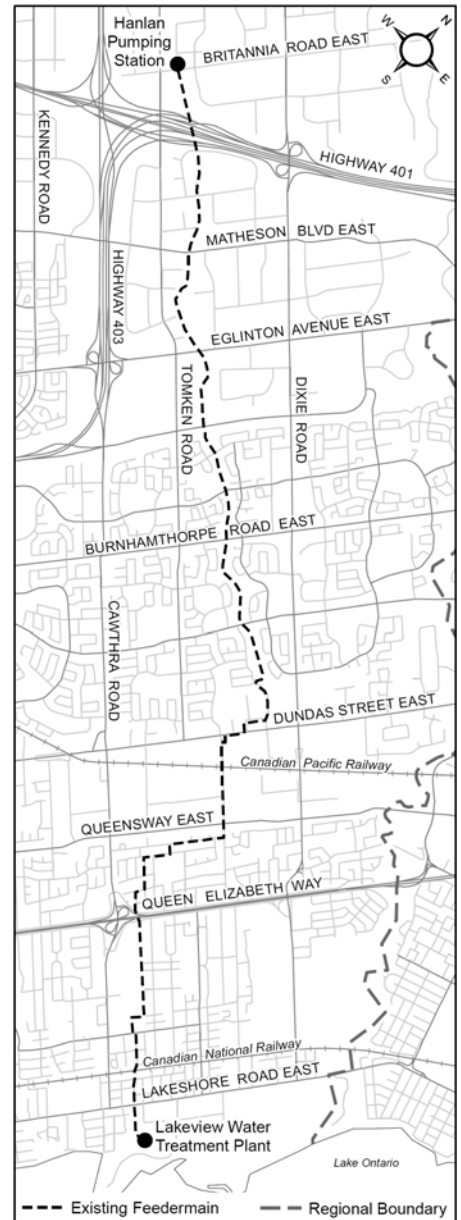 Hanlan
Pumping
Station
BRITANNIA ROAD EAST
W
N
S
E
KENNEDY ROAD
HIGHWAY 401
MATHESON BLVD EAST
HIGHWAY 403
EGLINTON AVENUE EAST
TOMKEN ROAD
DIXIE ROAD
BURNHAMTHORPE ROAD EAST
CAWTHRA ROAD
DUNDAS STREET EAST
Canadian Pacific Railway
QUEENSWAY EAST
QUEEN ELIZABETH WAY
Canadian National Railway
LAKESHORE ROAD EAST
Lakeview Water
Treatment Plant
Lake Ontario
Existing Feedermain
Regional Boundary